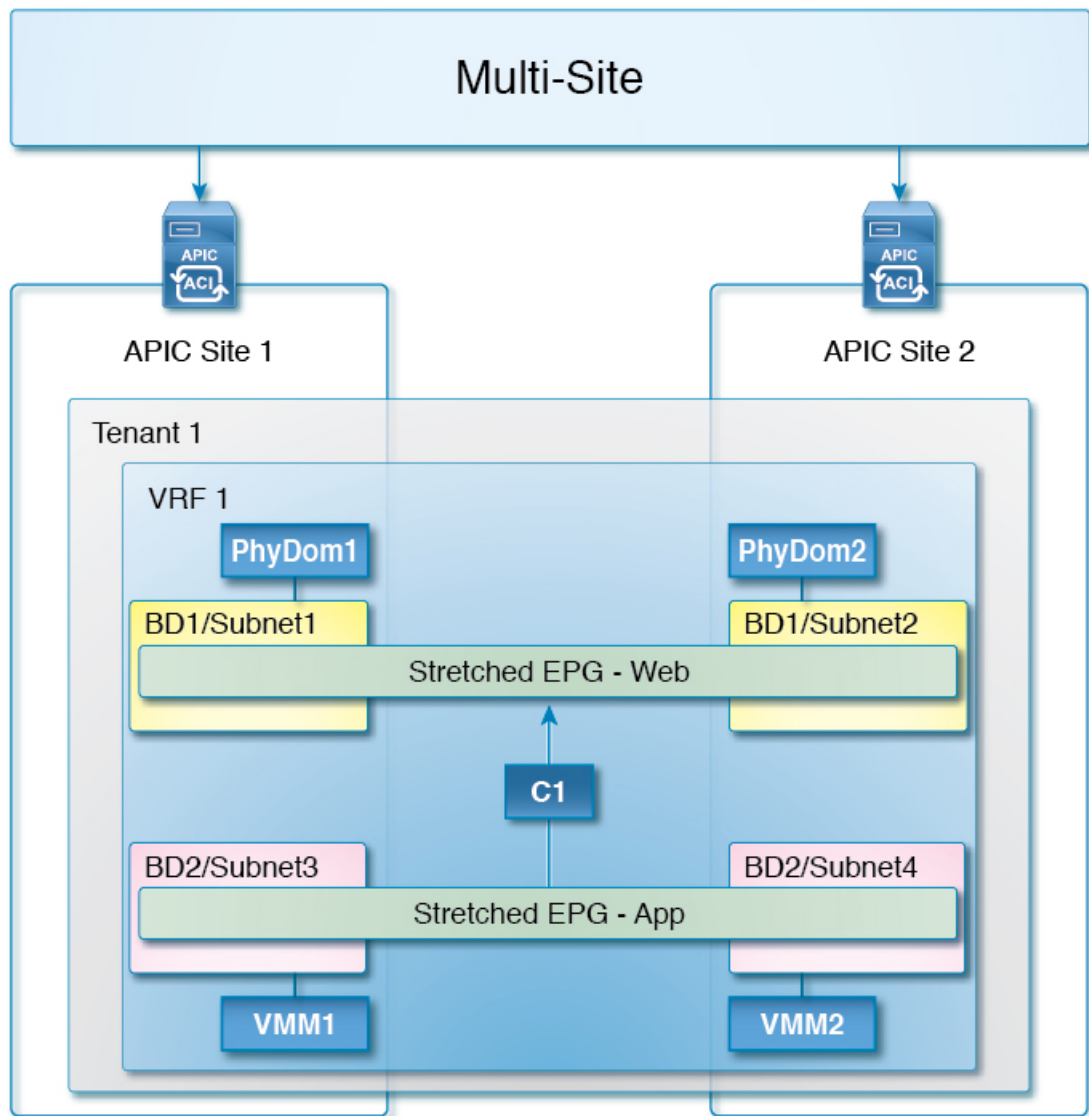 Multi-Site
APIC
ACI
APIC
ACI
APIC Site 1
APIC Site 2
Tenant 1
VRF 1
PhyDom1
PhyDom2
BD1/Subnet1
BD1/Subnet2
Stretched EPG - Web
C1
BD2/Subnet3
BD2/Subnet4
Stretched EPG - App
VMM1
VMM2